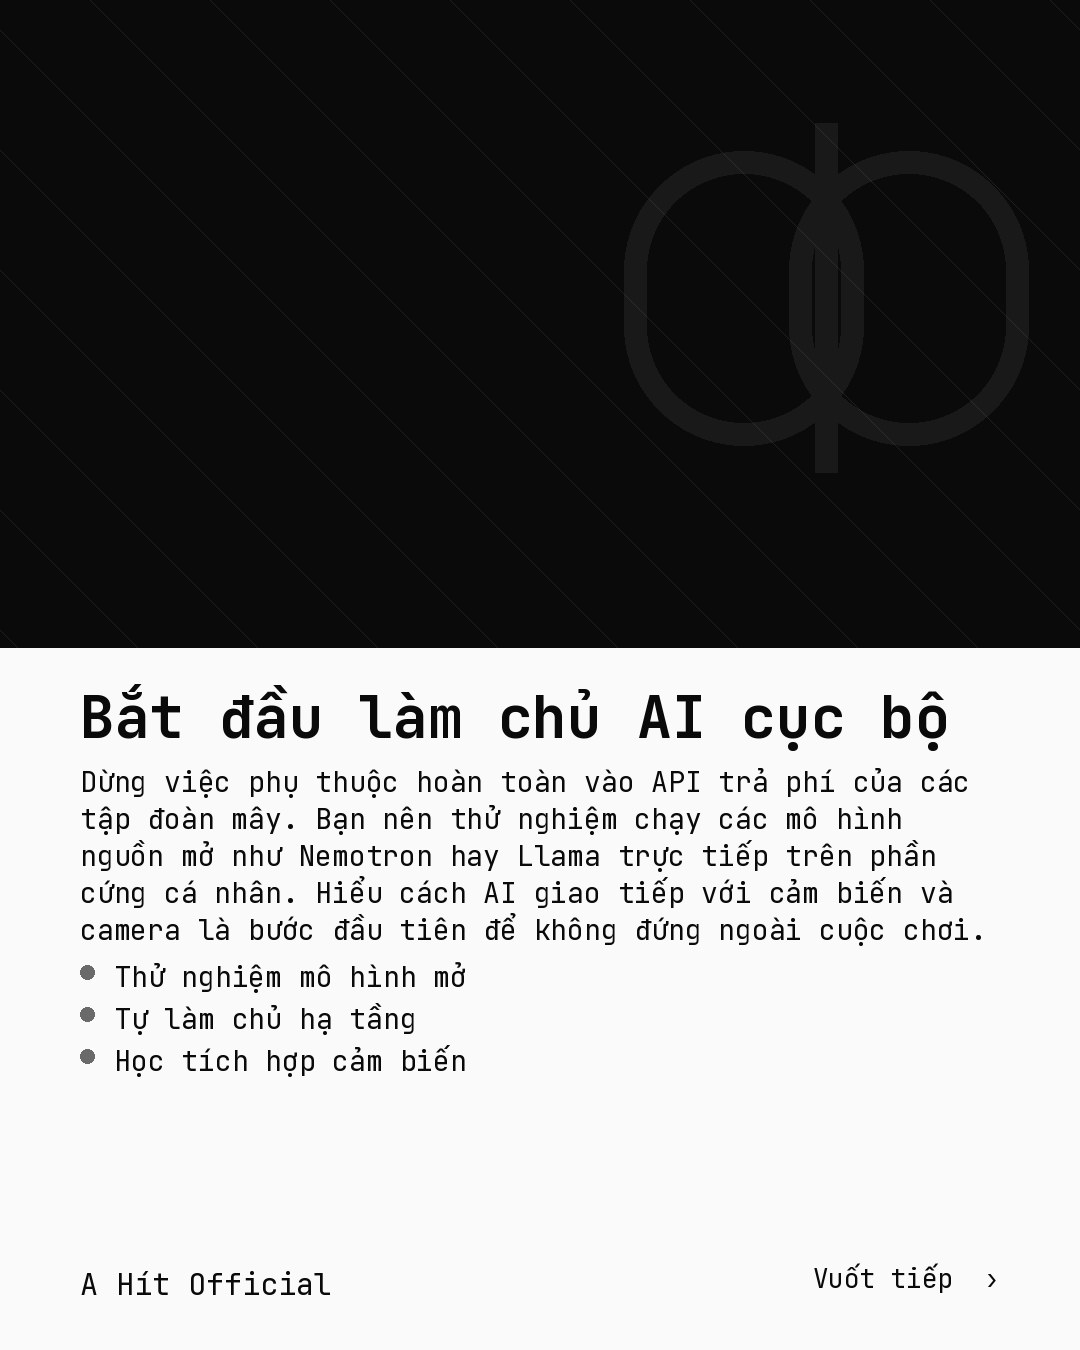 Bắt đầu làm chủ AI cục bộ
Dừng việc phụ thuộc hoàn toàn vào API trả phí của các
tập đoàn mây. Bạn nên thử nghiệm chạy các mô hình
nguồn mở như Nemotron hay Llama trực tiếp trên phần
cứng cá nhân. Hiểu cách AI giao tiếp với cảm biến và
camera là bước đầu tiên để không đứng ngoài cuộc chơi.
Thử nghiệm mô hình mở
Tự làm chủ hạ tầng
Học tích hợp cảm biến
A Hít Official
Vuốt tiếp ›